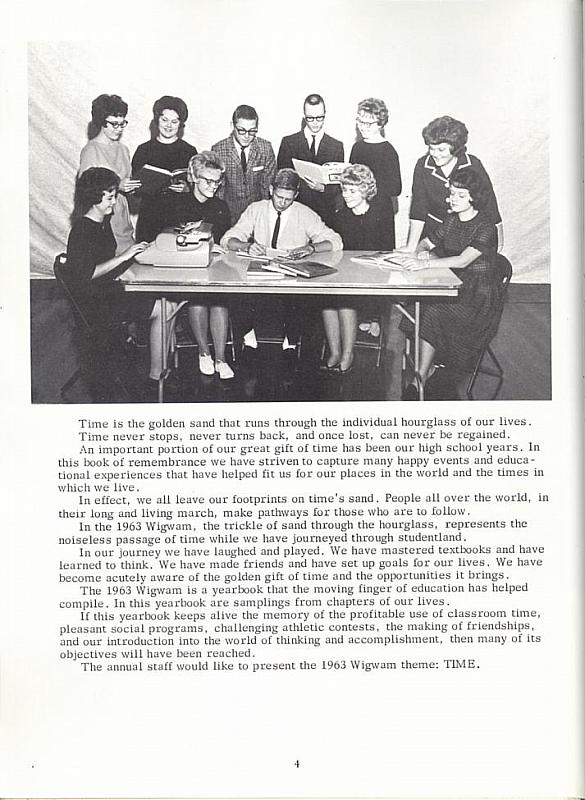 Time is the golden sand that runs through the individual hourglass of our lives.
Time never stops, never turns back, and once lost, can never be regained.
An important portion of our great gift of time has been our high school years. In
this book of remembrance we have striven to capture many happy events and educa-
tional experiences that have helped fit us for our places in the world and the times in
which we live.
In effect, we all leave our footprints on time's sand. People all over the world, in
their long and living march, make pathways for those who are to follow.
In the 1963 Wigwam, the trickle of sand through the hourglass, represents the
noiseless passage of time while we have journeyed through studentland.
In our journey we have laughed and played. We have mastered textbooks and have
learned to think. We have made friends and have set up goals for our lives. We have
become acutely aware of the golden gift of time and the opportunities it brings.
The 1963 Wigwam is a yearbook that the moving finger of education has helped
compile. In this yearbook are samplings from chapters of our lives.
If this yearbook keeps alive the memory of the profitable use of classroom time,
pleasant social programs, challenging athletic contests, the making of friendships,
and our introduction into the world of thinking and accomplishment, then many of its
objectives will have been reached.
The annual staff would like to present the 1963 Wigwam theme: TIME.
4